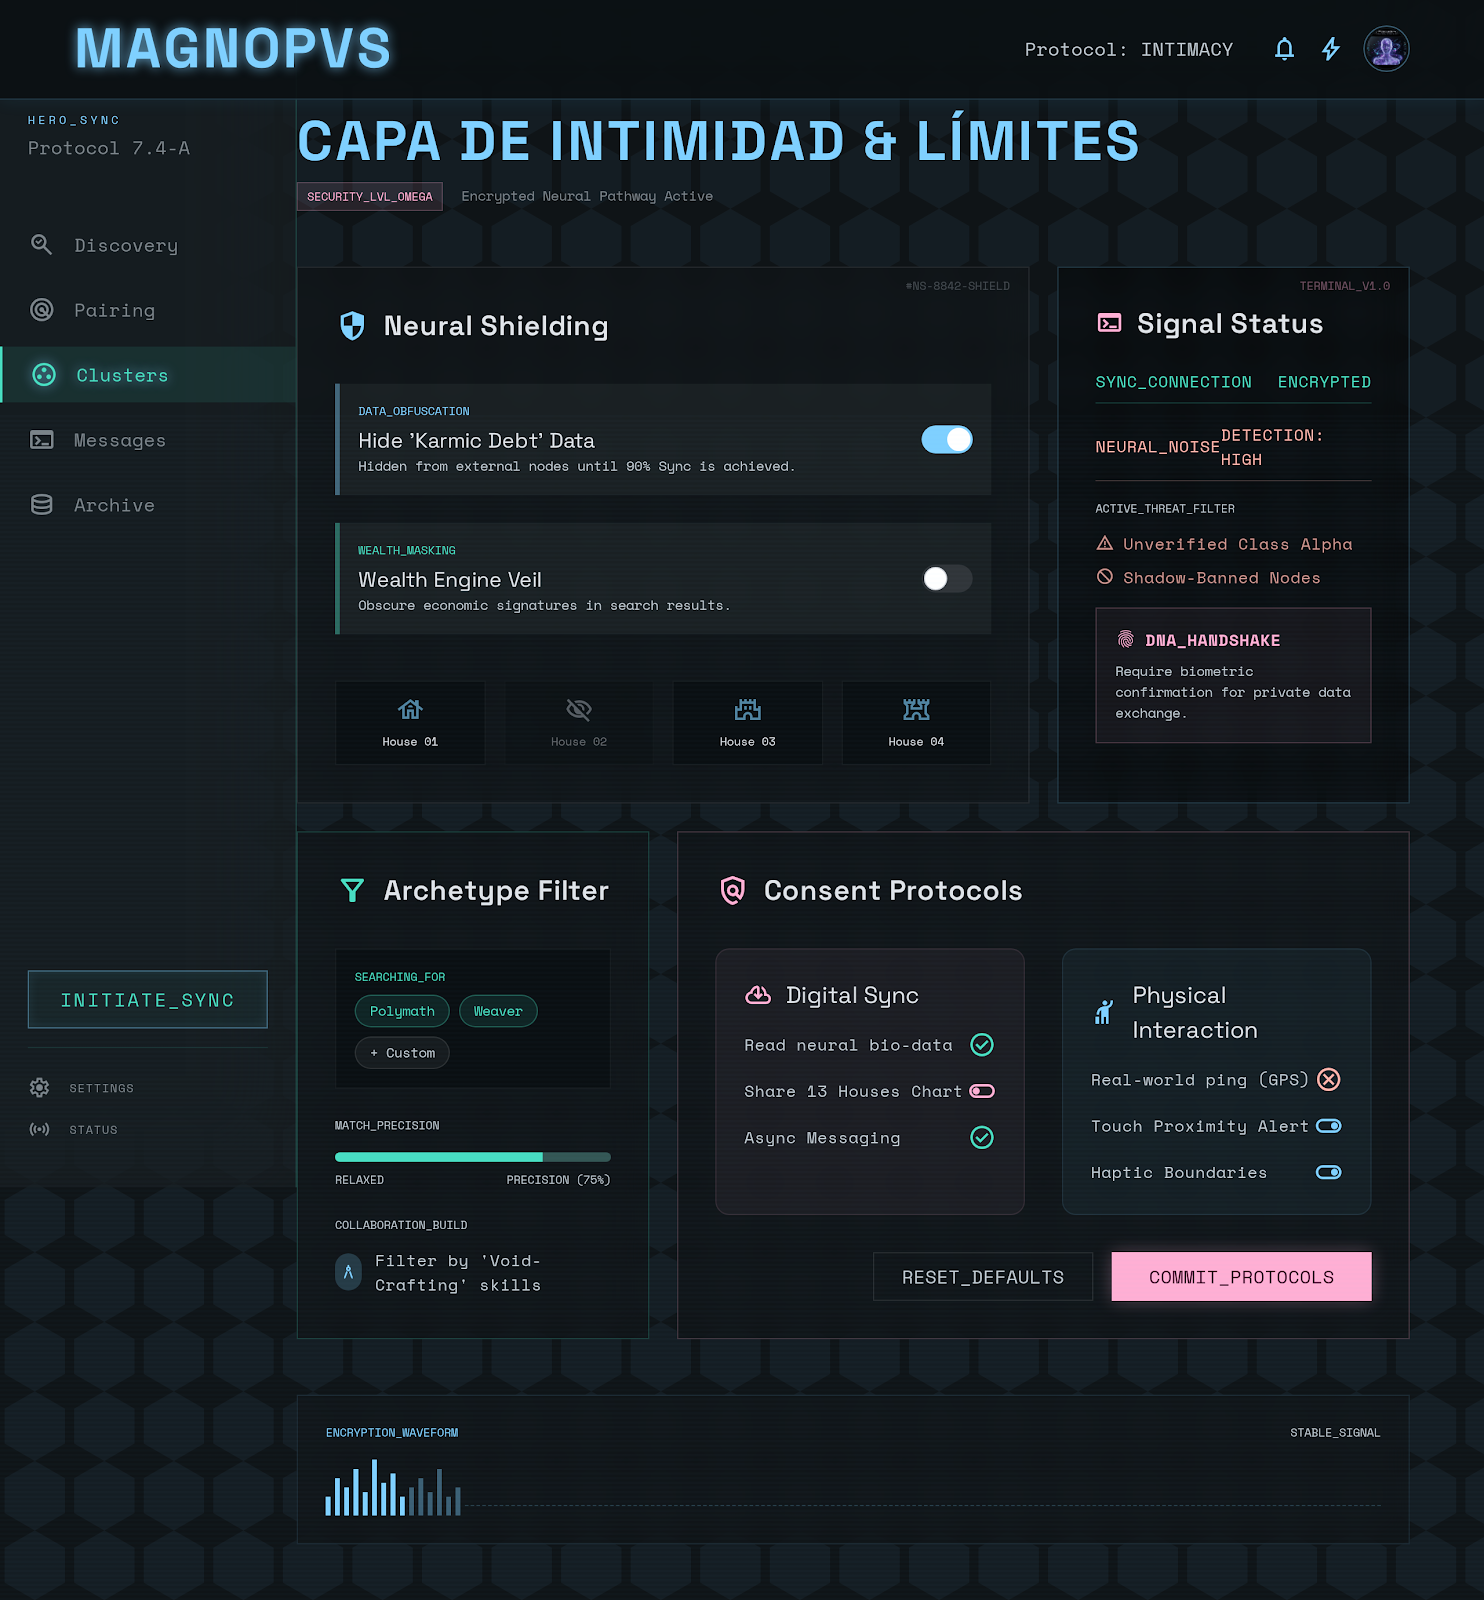 MAGNOPVS
Protocol: INTIMACY
HERO_SYNC
Protocol 7.4-A
Discovery
Pairing
Clusters
Messages
Archive
INITIATE_SYNC
SETTINGS
STATUS
CAPA DE INTIMIDAD & LÍMITES
SECURITY_LVL_OMEGA
Encrypted Neural Pathway Active
#NS-8842-SHIELD
Neural Shielding
DATA_OBFUSCATION
Hide 'Karmic Debt' Data
Hidden from external nodes until 90% Sync is achieved.
WEALTH_MASKING
Wealth Engine Veil
Obscure economic signatures in search results.
House 01
House 02
House 03
House 04
TERMINAL_V1.0
Signal Status
SYNC_CONNECTION ENCRYPTED
NEURAL_NOISE
DETECTION:
HIGH
ACTIVE_THREAT_FILTER
Unverified Class Alpha
Shadow-Banned Nodes
DNA_HANDSHAKE
Require biometric
confirmation for private data
exchange.
Archetype Filter
SEARCHING_FOR
Polymath
Weaver
+ Custom
MATCH_PRECISION
RELAXED
PRECISION (75%)
COLLABORATION_BUILD
Filter by 'Void-
Crafting' skills
Consent Protocols
Digital Sync
Read neural bio-data
Share 13 Houses Chart
Async Messaging
Physical
Interaction
Real-world ping (GPS)
Touch Proximity Alert
Haptic Boundaries
RESET_DEFAULTS
COMMIT_PROTOCOLS
ENCRYPTION_WAVEFORM
STABLE_SIGNAL